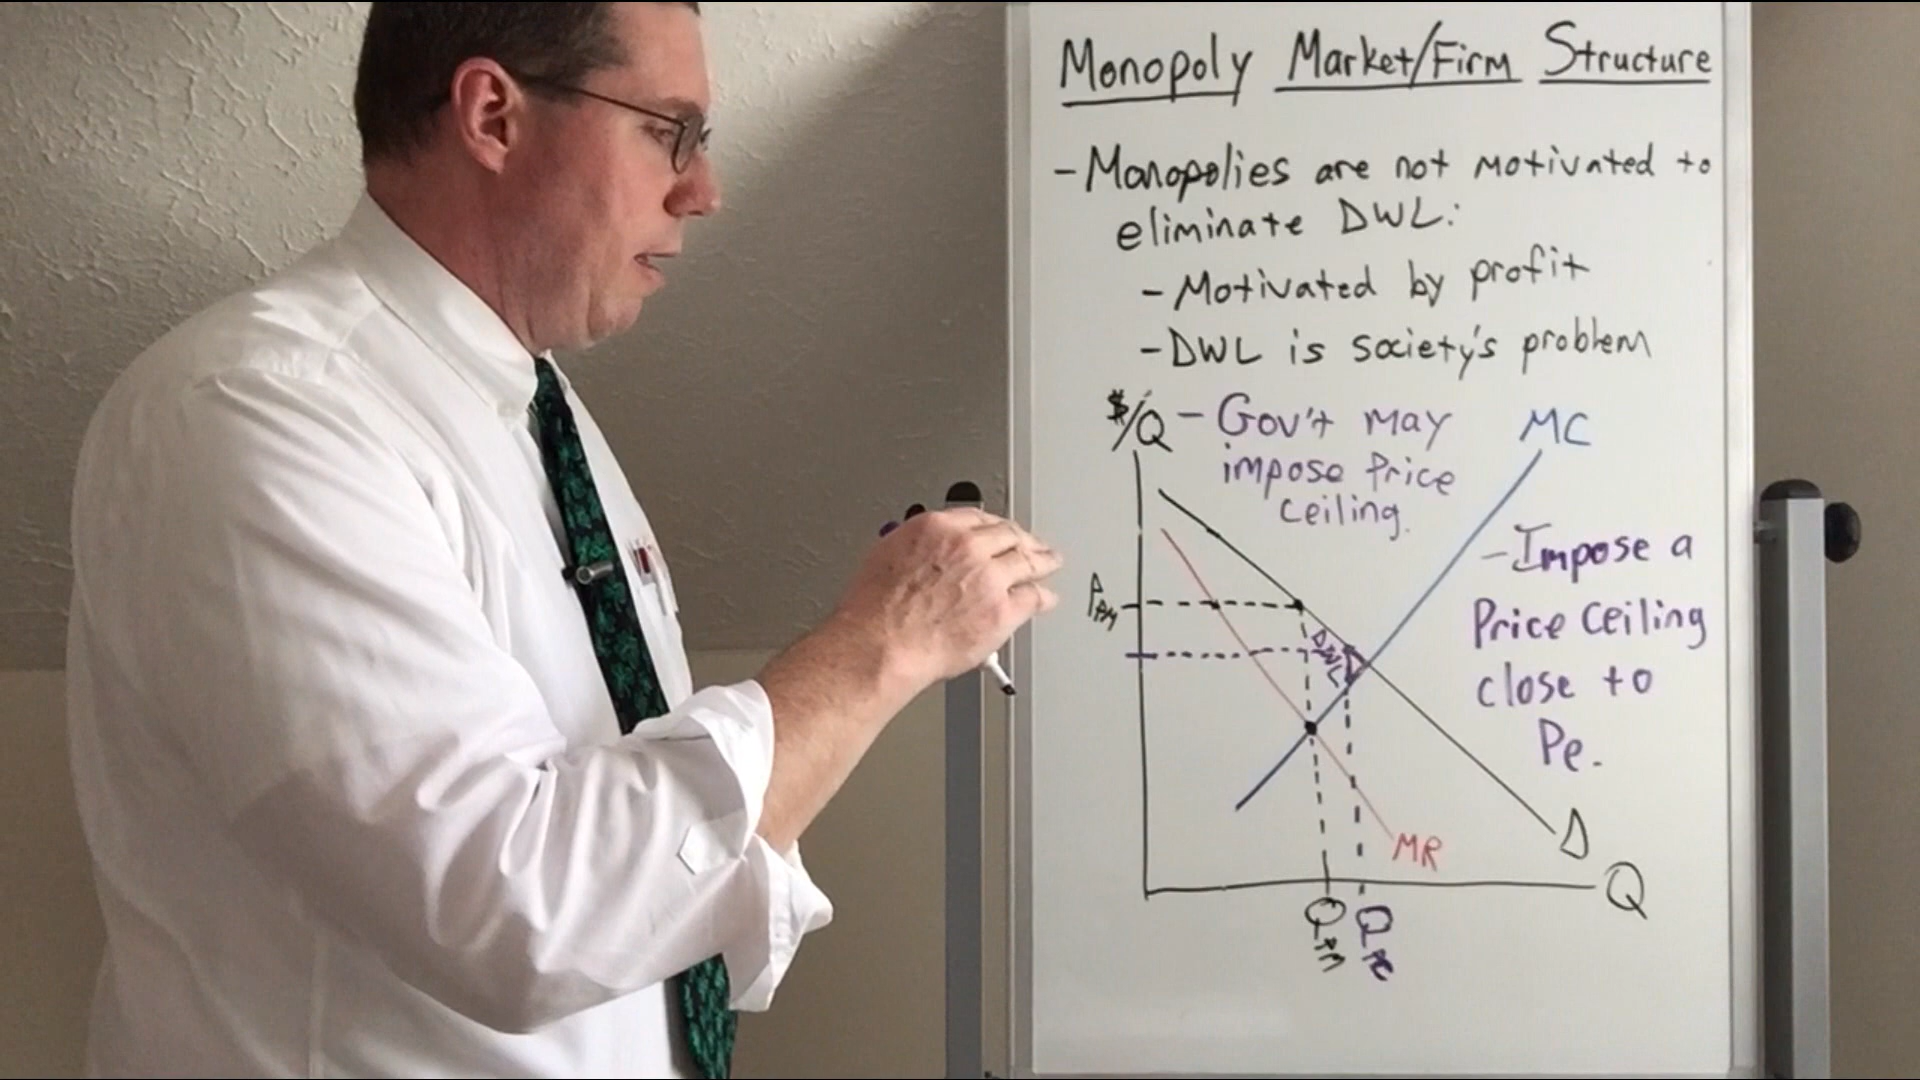 Monopoly Market/Firm Structure
- Monopolies are not motivated to
eliminate DWL:
- Motivated by profit
- DWL is society's problem
$/Q
- Gov't may
impose Price
ceiling.
MC
- Impose a
Price Ceiling
close to
Pe.
P
DWL
MR
D
Q
Q
Q